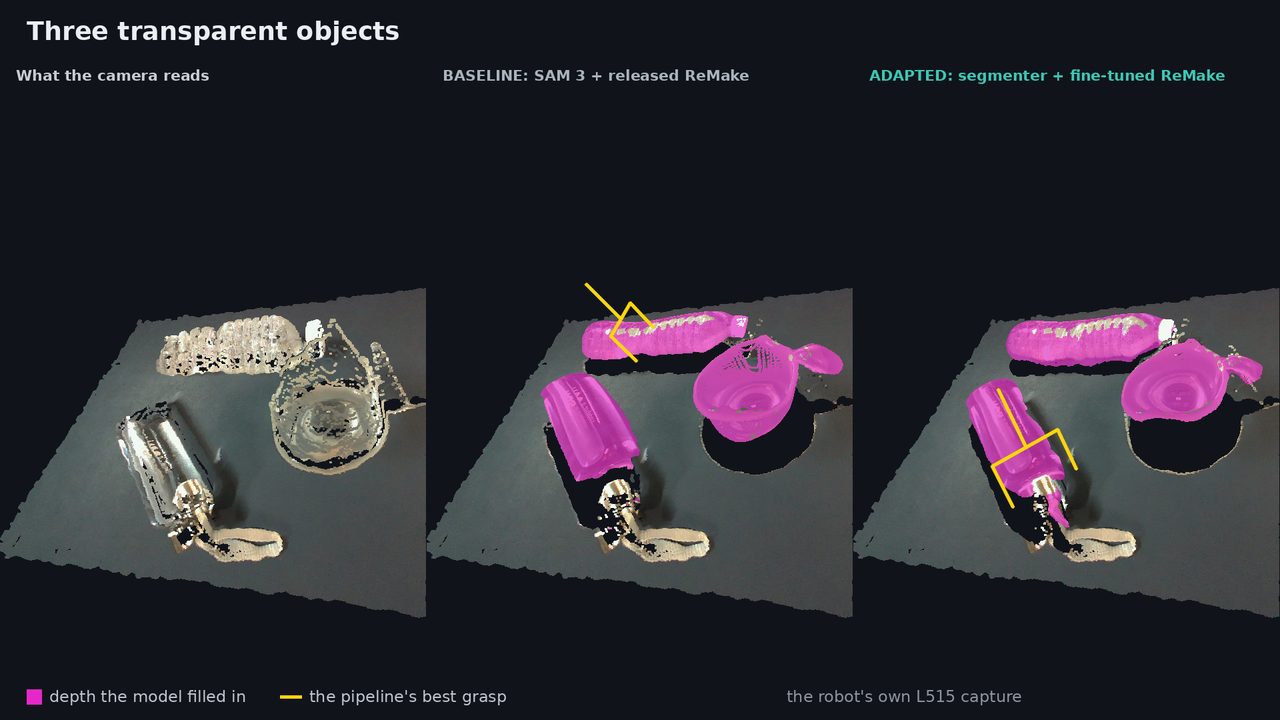 Three transparent objects
What the camera reads
BASELINE: SAM 3 + released ReMake
ADAPTED: segmenter + fine-tuned ReMake
depth the model filled in
the pipeline's best grasp
the robot's own L515 capture